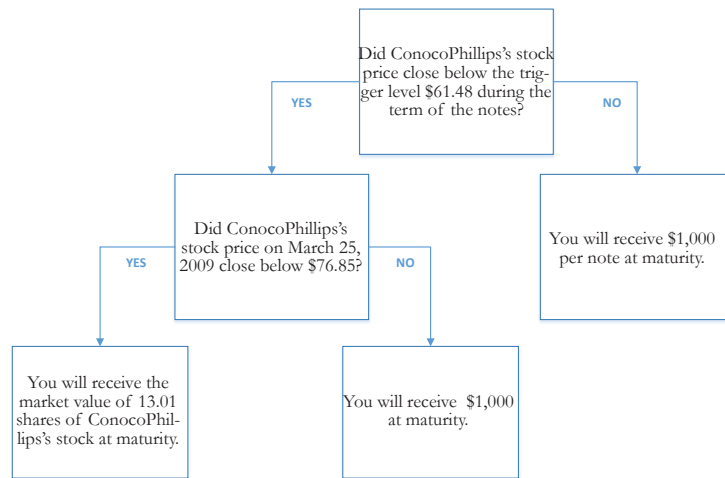 Did ConocoPhillips's stock
price close below the trig-
ger level $61.48 during the
term of the notes?
YES
NO
Did ConocoPhillips's
stock price on March 25,
2009 close below $76.85?
You will receive $1,000
per note at maturity.
YES
NO
You will receive the
market value of 13.01
shares of ConocoPhil-
lips's stock at maturity.
You will receive $1,000
at maturity.